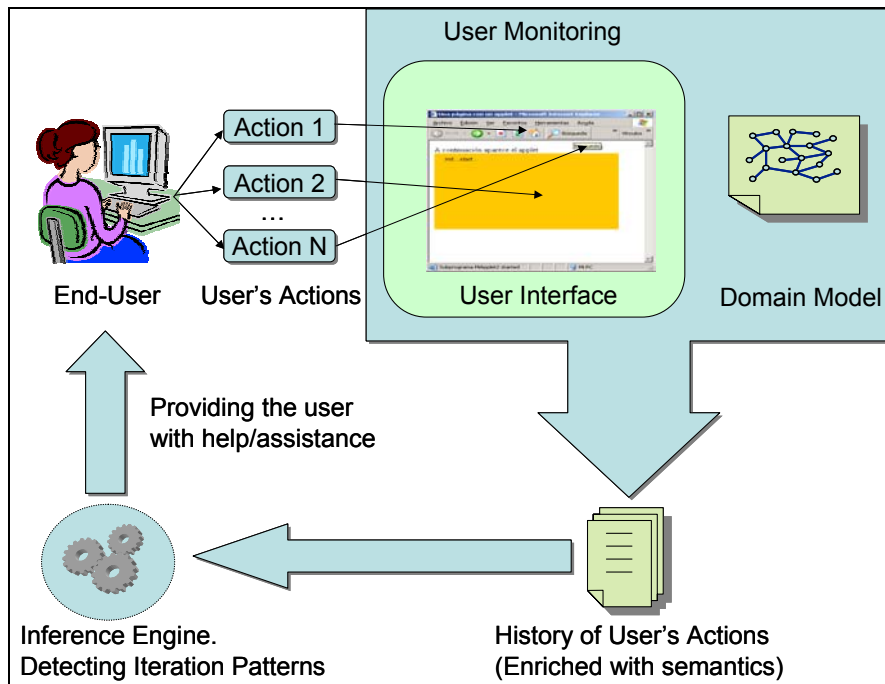 User Monitoring
Action 1
Action 2
...
Action N
End-User
User's Actions
User Interface
Domain Model
Providing the user
with help/assistance
Inference Engine.
Detecting Iteration Patterns
History of User's Actions
(Enriched with semantics)